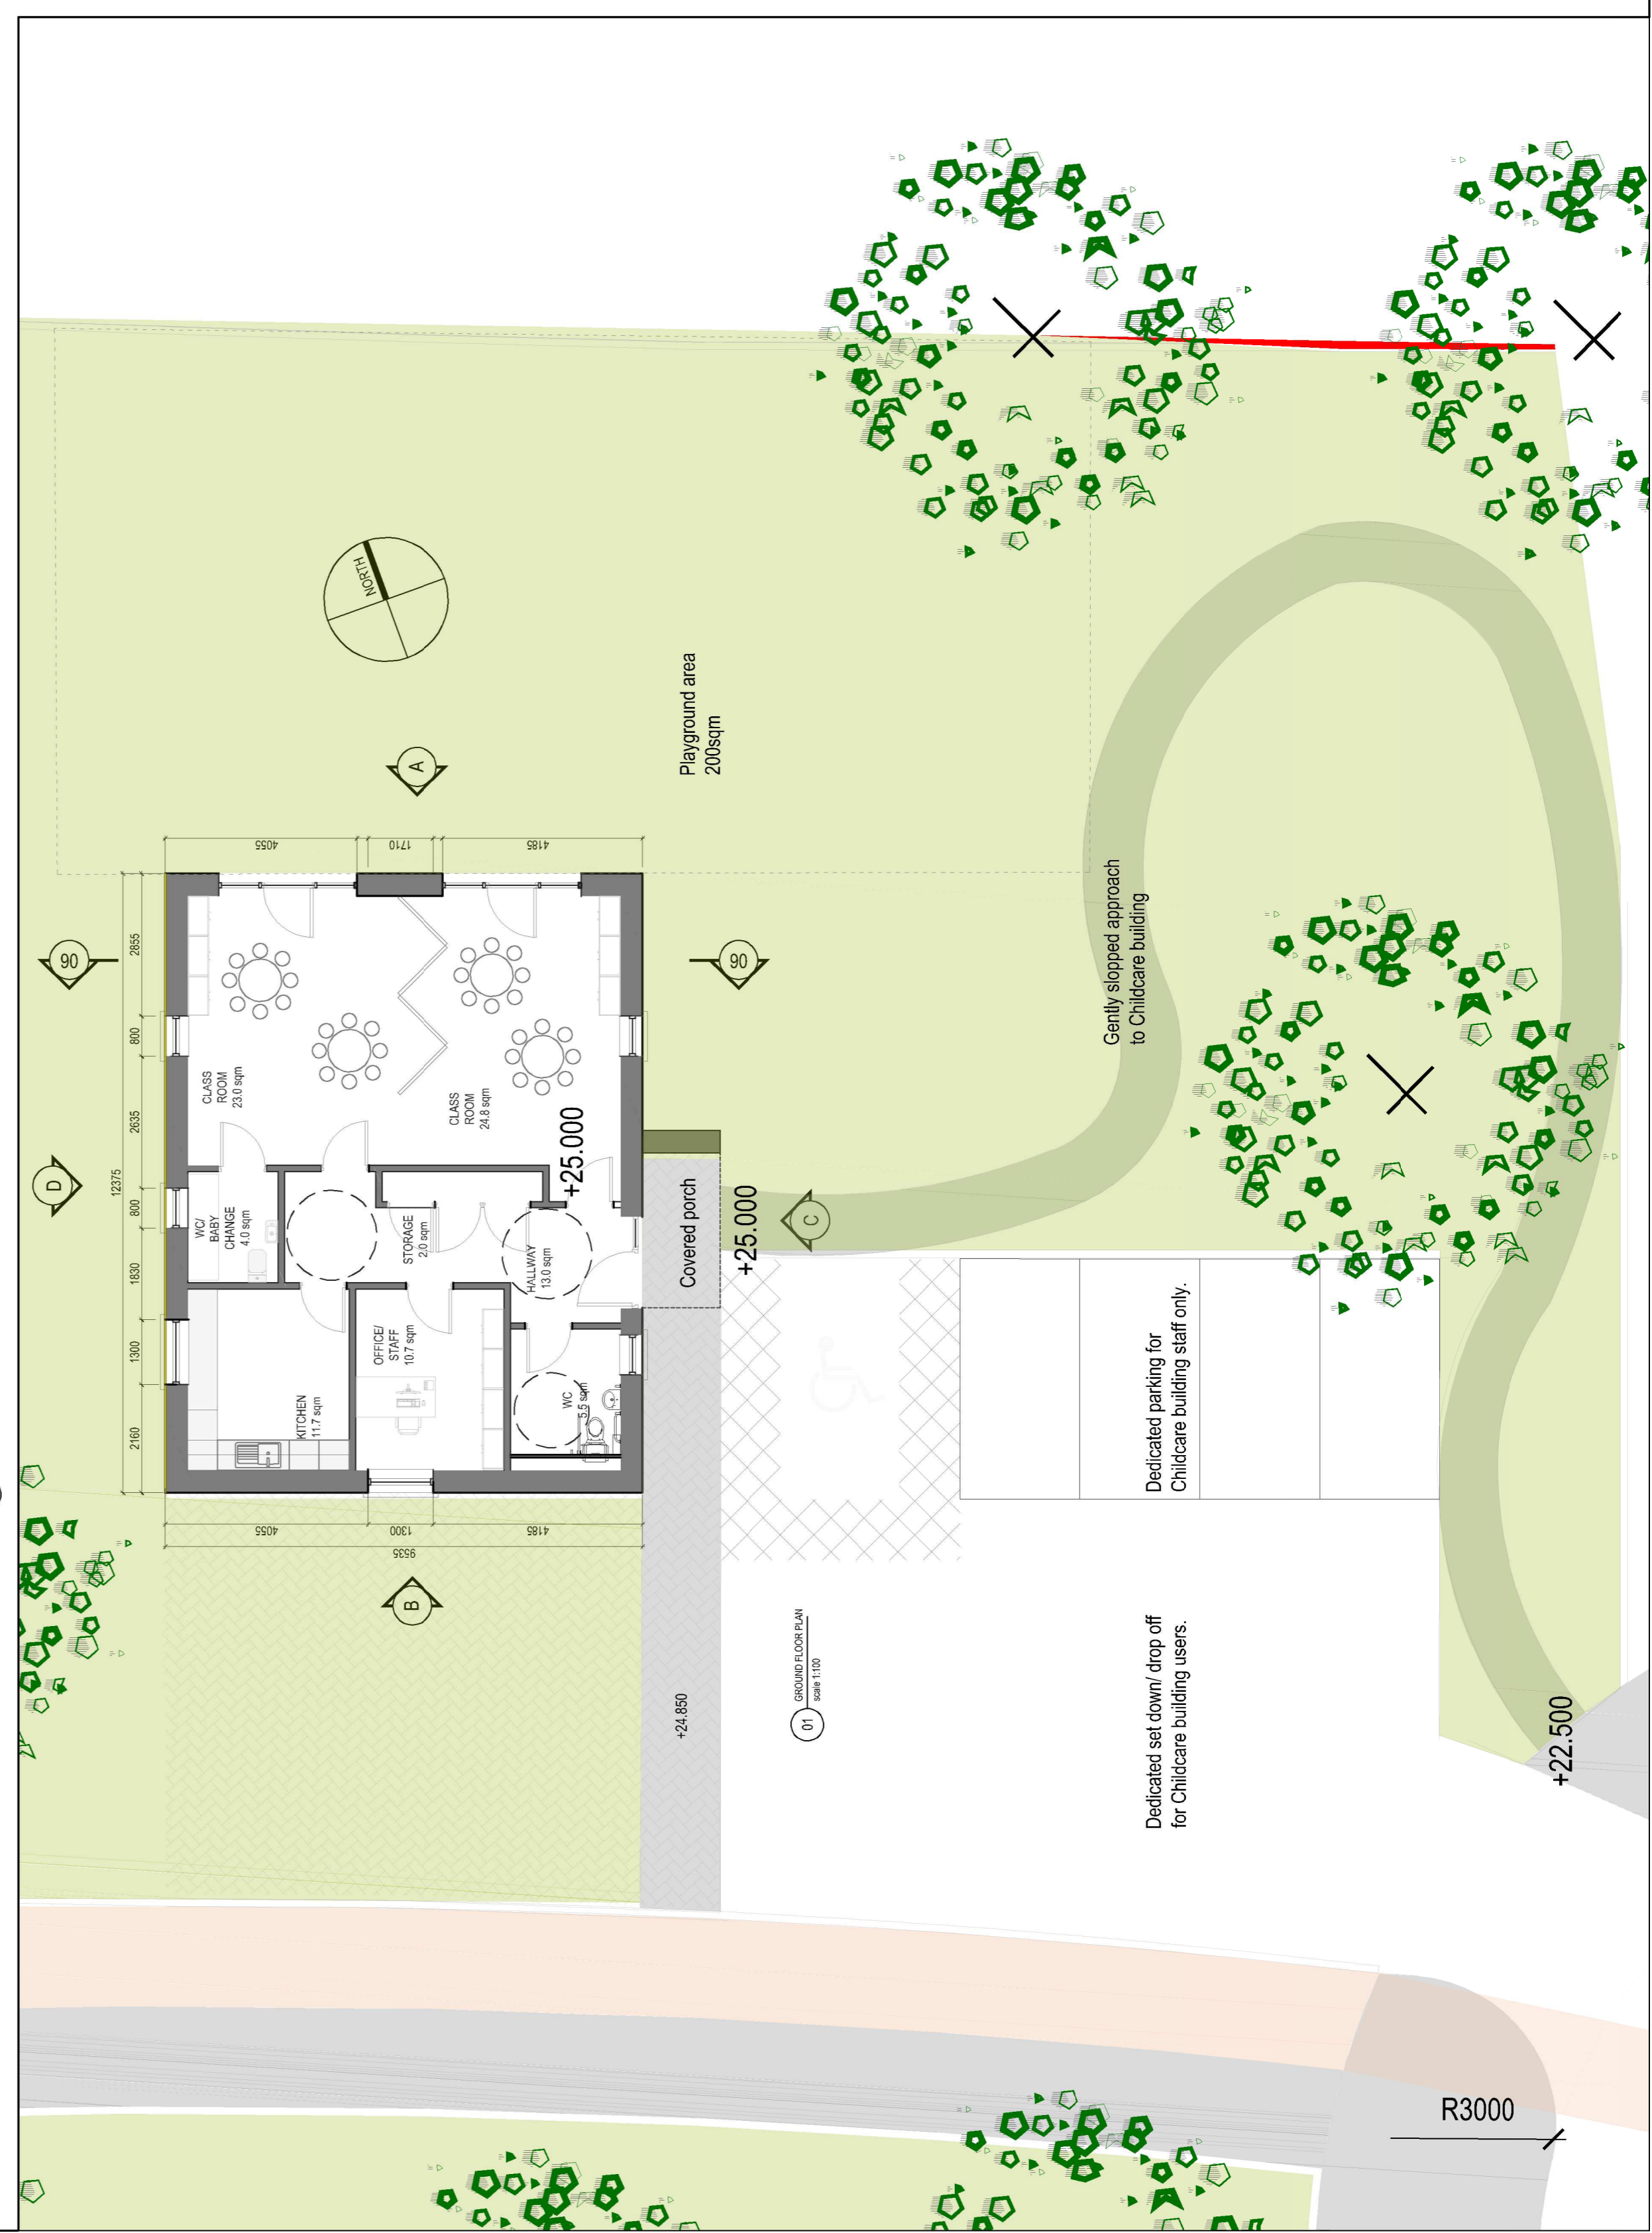 D
90
12375
2160
1300
1830
800
2635
800
2855
WC/
BABY
CHANGE
4.0 sqm
CLASS
ROOM
23.0 sqm
KITCHEN
11.7 sqm
OFFICE/
STAFF
10.7 sqm
STORAGE
2.0 sqm
CLASS
ROOM
24.8 sqm
HALLWAY
13.0 sqm
WC
5.5 sqm
+25.000
4055
1300
4185
9535
B
4055
1710
4185
A
NORTH
90
Covered porch
+25.000
C
+24.850
Playground area
200sqm
01
GROUND FLOOR PLAN
scale 1:100
Gently slopped approach
to Childcare building
Dedicated parking for
Childcare building staff only.
Dedicated set down/ drop off
for Childcare building users.
+22.500
R3000